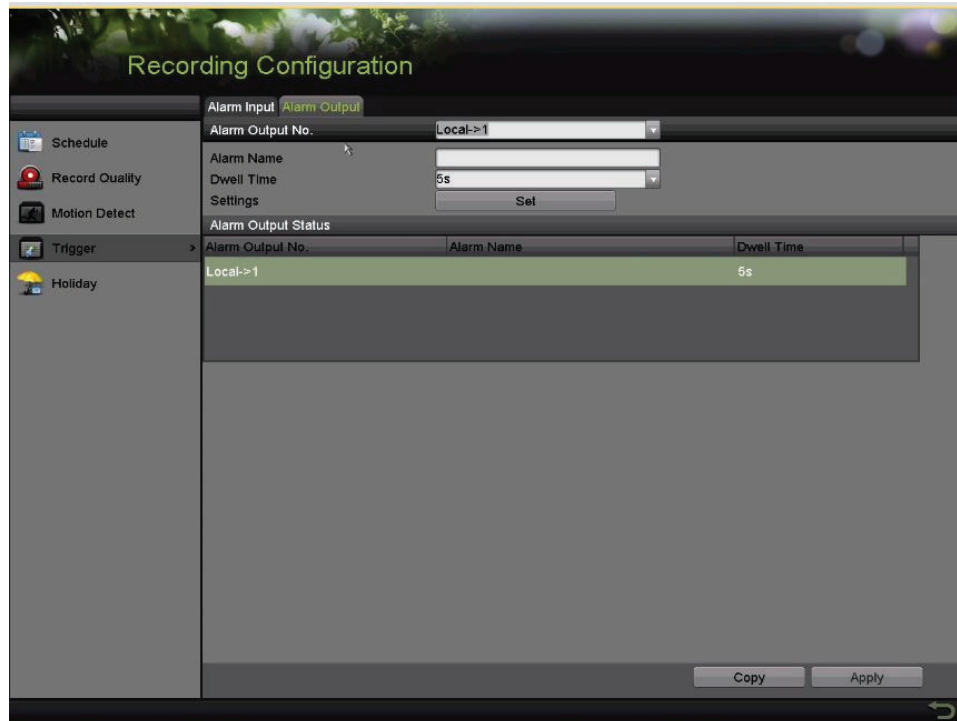 Recording Configuration
Alarm Input Alarm Output
Alarm Output No. Local->1
Schedule
Alarm Name
Record Quality
Dwell Time 5s
Settings Set
Motion Detect
Alarm Output Status
Trigger >
Alarm Output No. Alarm Name Dwell Time
Local->1 5s
Holiday
Copy Apply